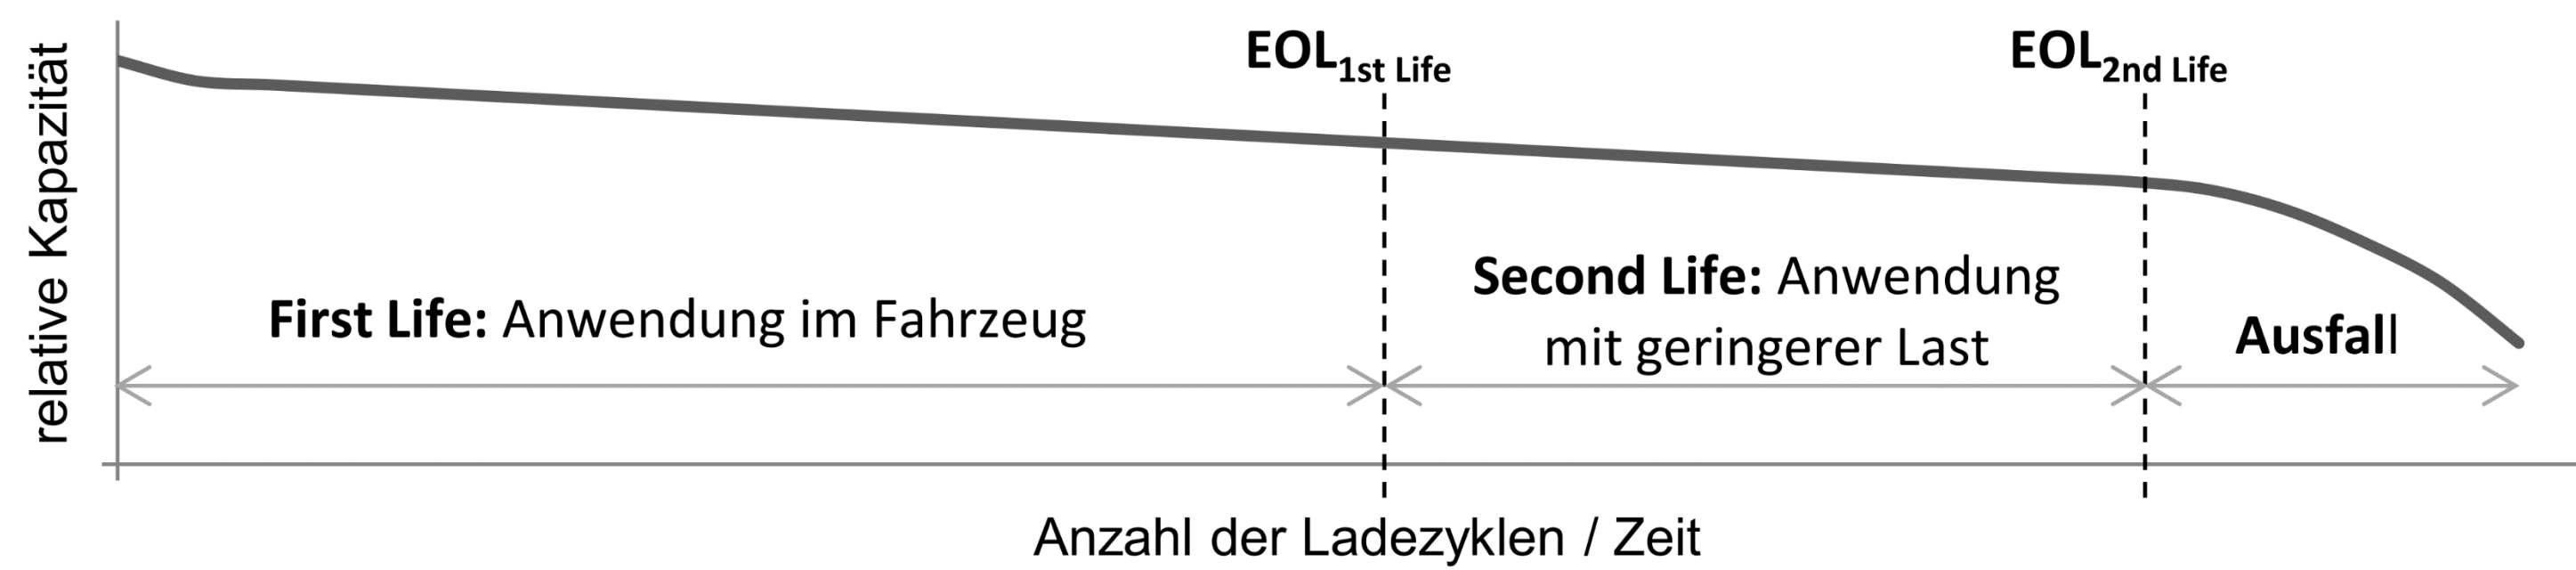 relative Kapazität
EOL1st Life
EOL2nd Life
First Life: Anwendung im Fahrzeug
Second Life: Anwendung
mit geringerer Last
Ausfall
Anzahl der Ladezyklen / Zeit